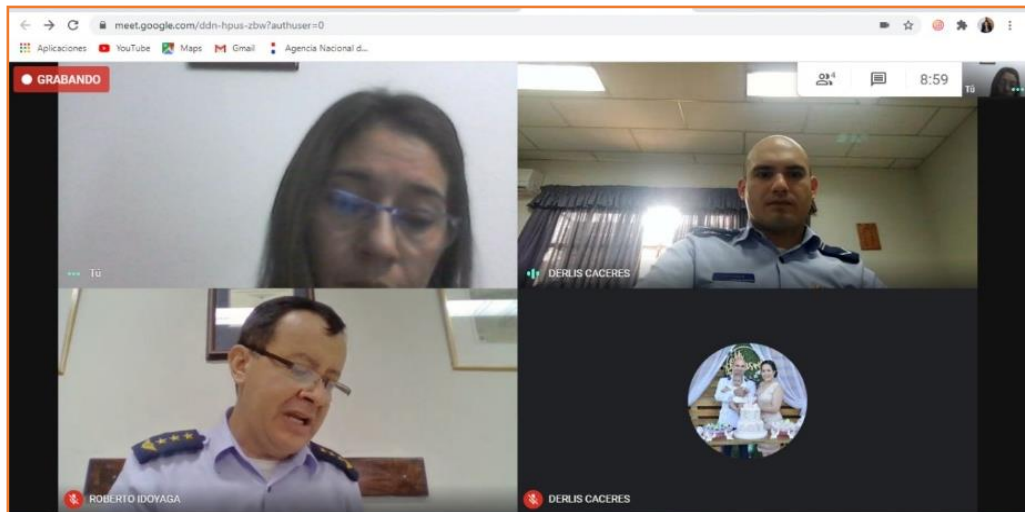 meet.google.com/ddn-hpus-zbw?authuser=0
Aplicaciones YouTube Maps Gmail Agencia Nacional d...
GRABANDO
4 8:59
Tú
Tú
DERLIS CACERES
ROBERTO IDOYAGA
DERLIS CACERES